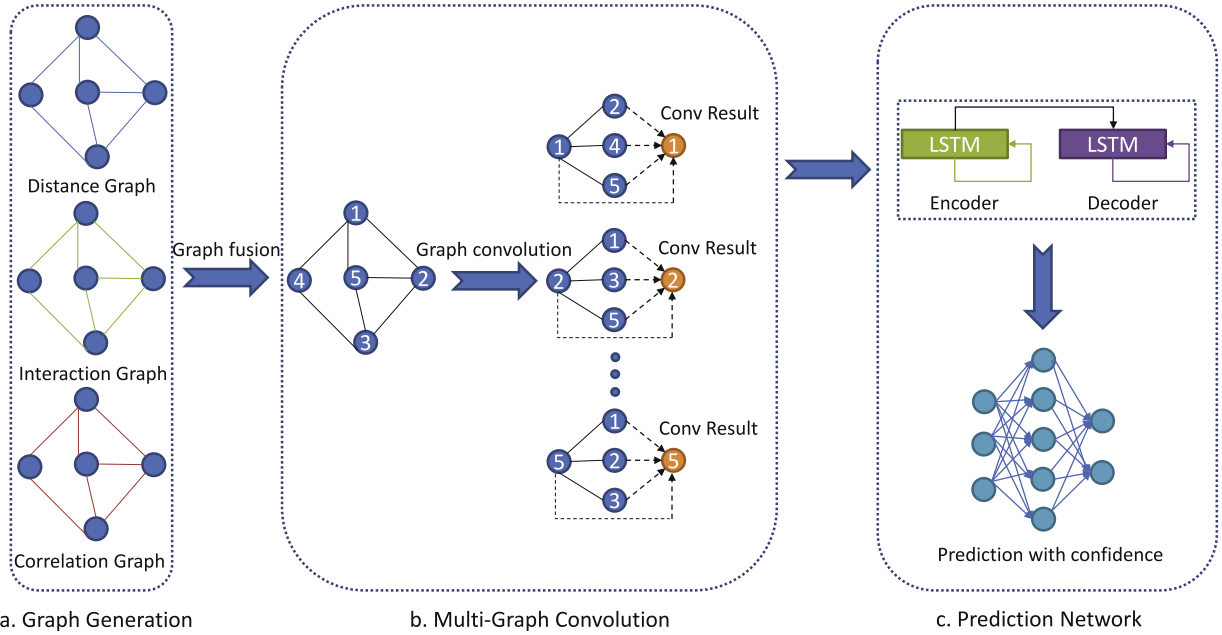 Distance Graph
Interaction Graph
Correlation Graph
a. Graph Generation
Graph fusion
1
4
5
2
3
Graph convolution
2
Conv Result
1
4
1
5
1
Conv Result
2
3
2
5
1
Conv Result
5
2
5
3
b. Multi-Graph Convolution
LSTM
LSTM
Encoder
Decoder
Prediction with confidence
c. Prediction Network